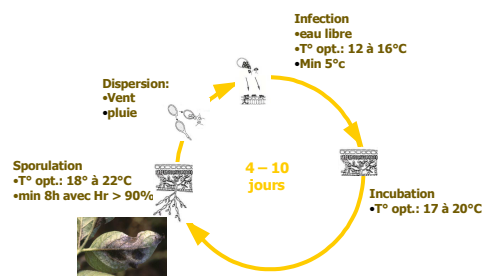 Infection
•eau libre
•T° opt.: 12 à 16°C
•Min 5°c
Dispersion:
•Vent
•pluie
Sporulation
•T° opt.: 18° à 22°C
•min 8h avec Hr > 90%
4 – 10
jours
Incubation
•T° opt.: 17 à 20°C